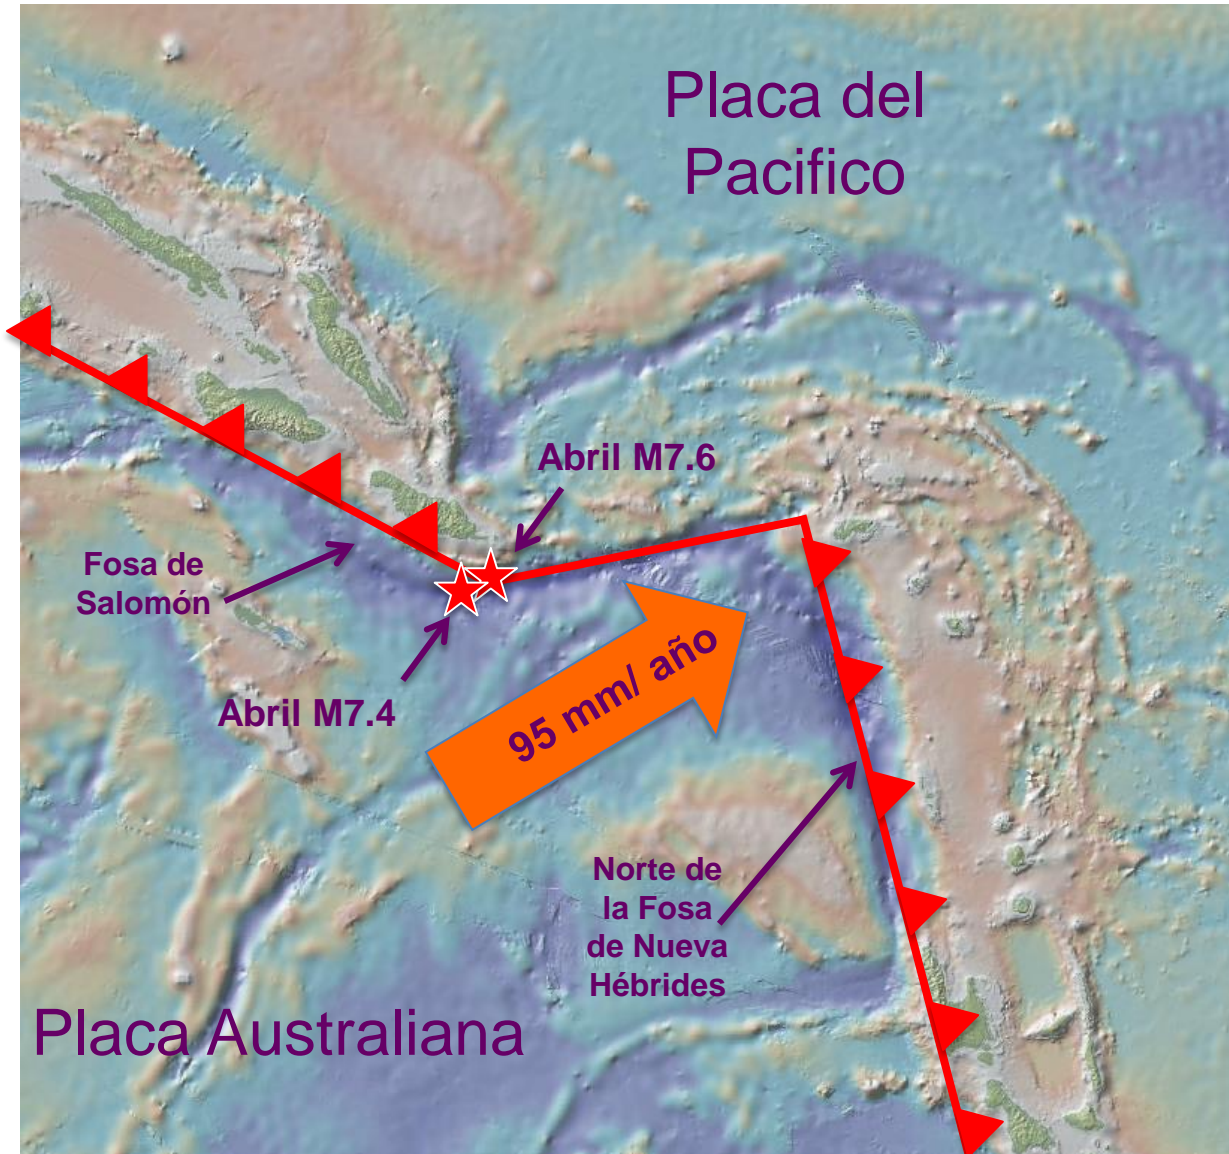 Placa del
Pacifico
Abril M7.6
Fosa de
Salomón
Abril M7.4
95 mm/ año
Norte de
la Fosa
de Nueva
Hébrides
Placa Australiana